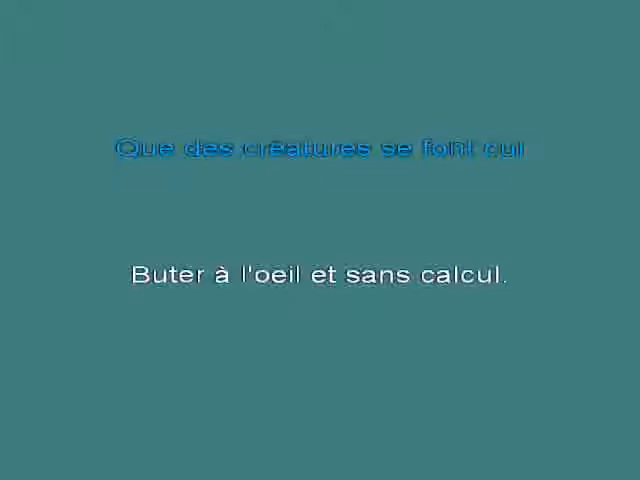 Que des créatures se font cul
Buter à l'oeil et sans calcul.